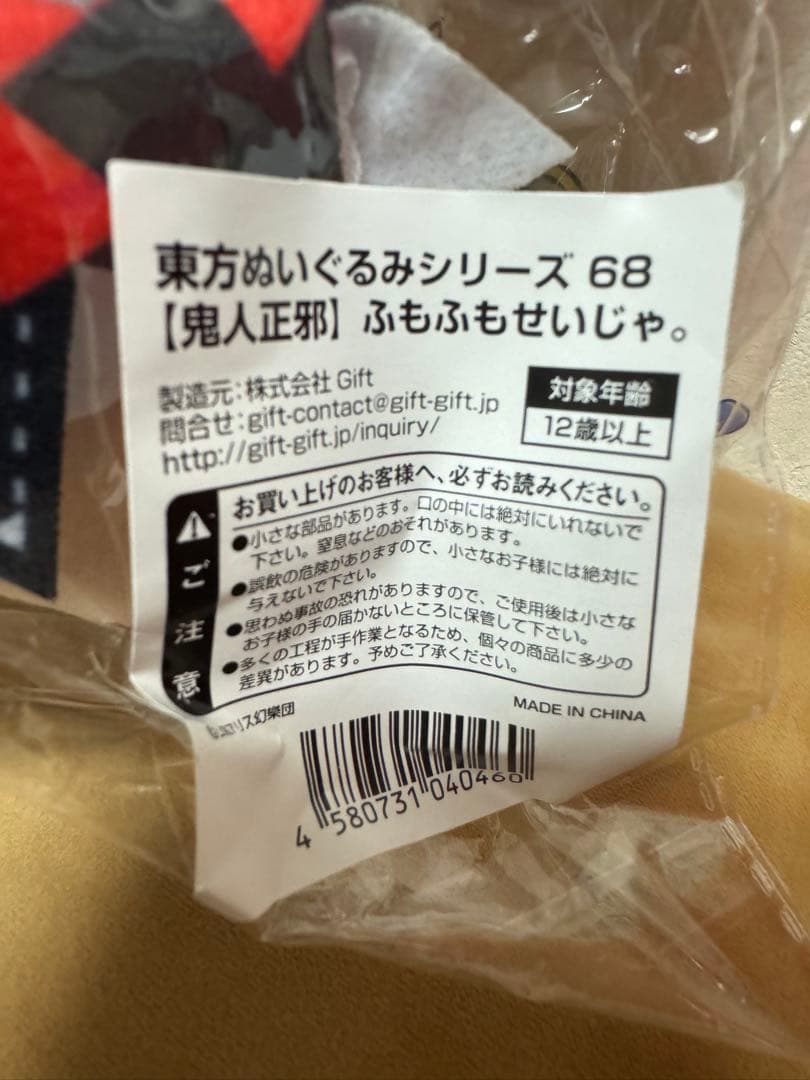 東方ぬいぐるみシリーズ 68
【鬼人正邪】ふもふもせいじゃ。
製造元：株式会社 Gift
問合せ：gift-contact@gift-gift.jp
http://gift-gift.jp/inquiry/
対象年齢
12歳以上
お買い上げのお客様へ、必ずお読みください。
ご注意
●小さな部品があります。口の中には絶対にいれないで
下さい。窒息などのおそれがあります。
●誤飲の危険がありますので、小さなお子様には絶対に
与えないで下さい。
●思わぬ事故の恐れがありますので、ご使用後は小さな
お子様の手の届かないところに保管して下さい。
●多くの工程が手作業となるため、個々の商品に多少の
差異があります。予めご了承ください。
リス幻樂団
MADE IN CHINA
4 580731 040460